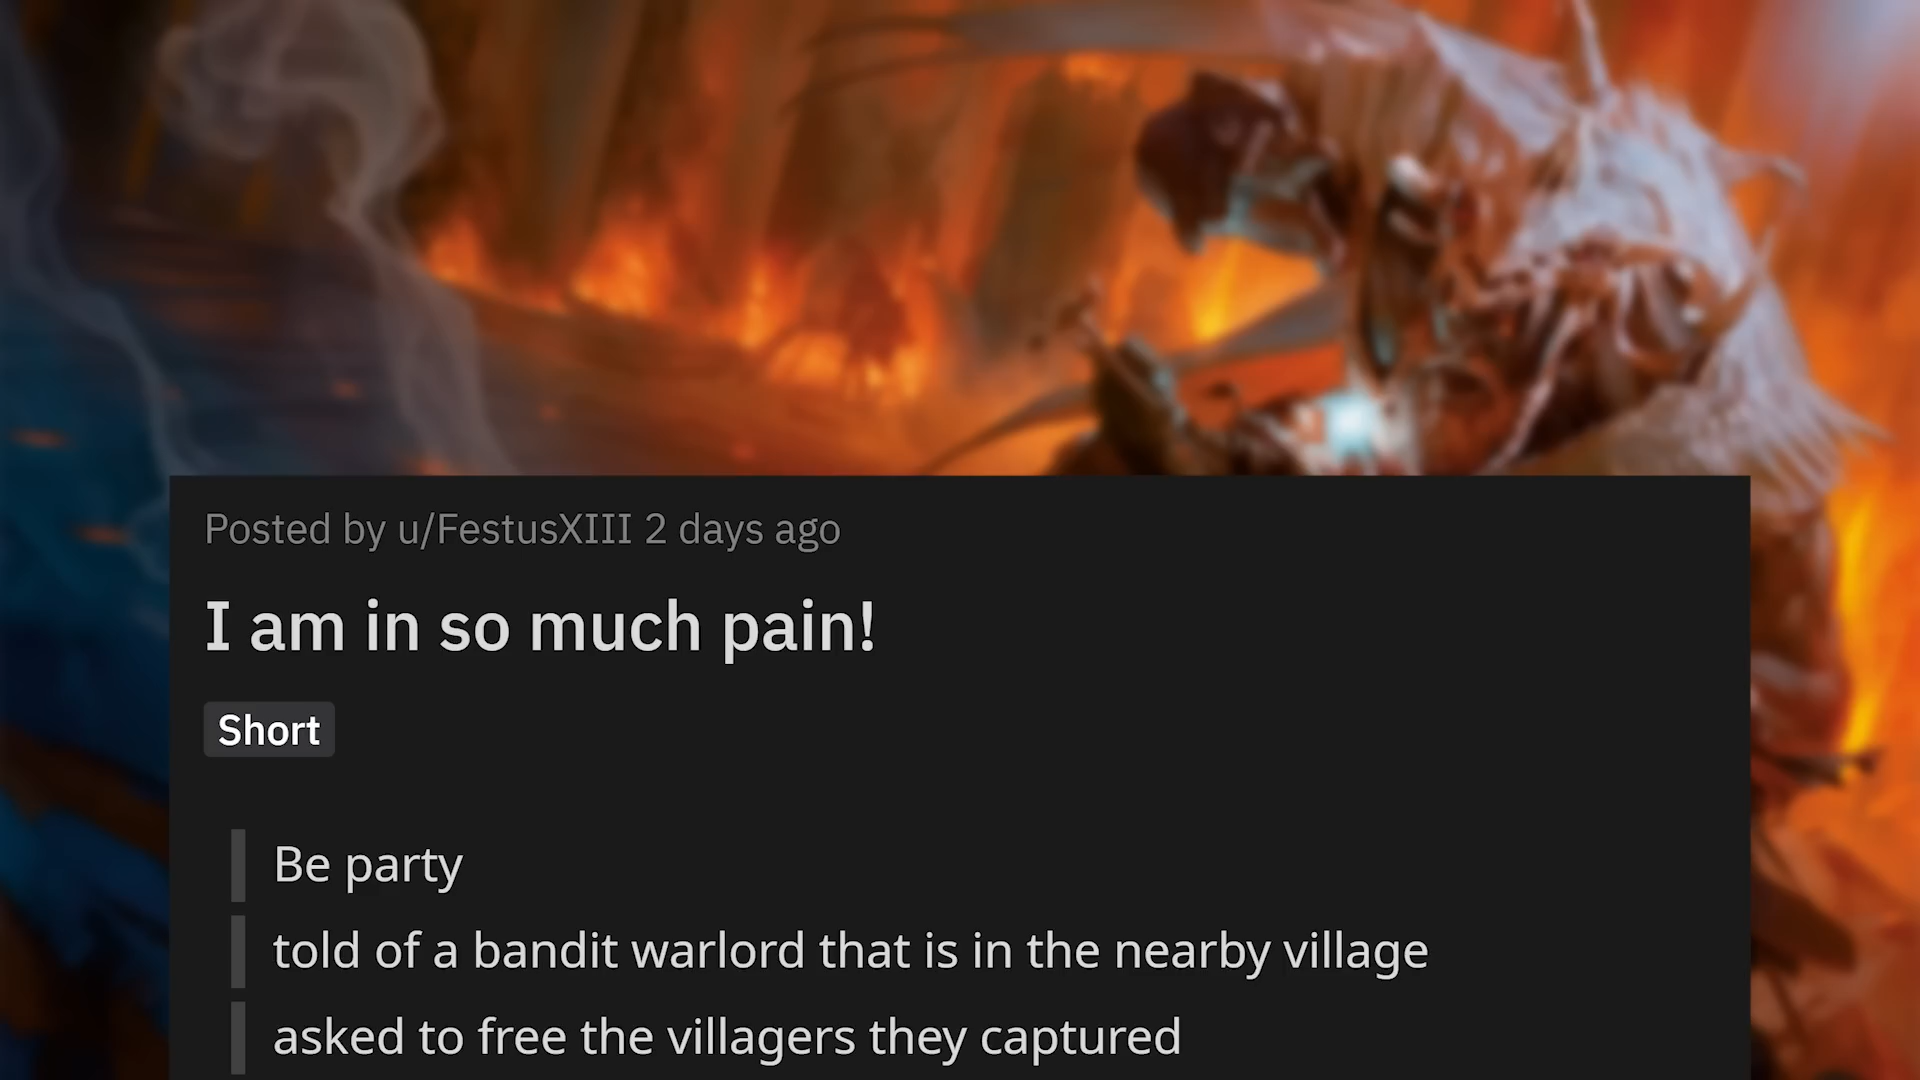 Posted by u/FestusXIII 2 days ago
I am in so much pain!
Short
Be party
told of a bandit warlord that is in the nearby village
asked to free the villagers they captured